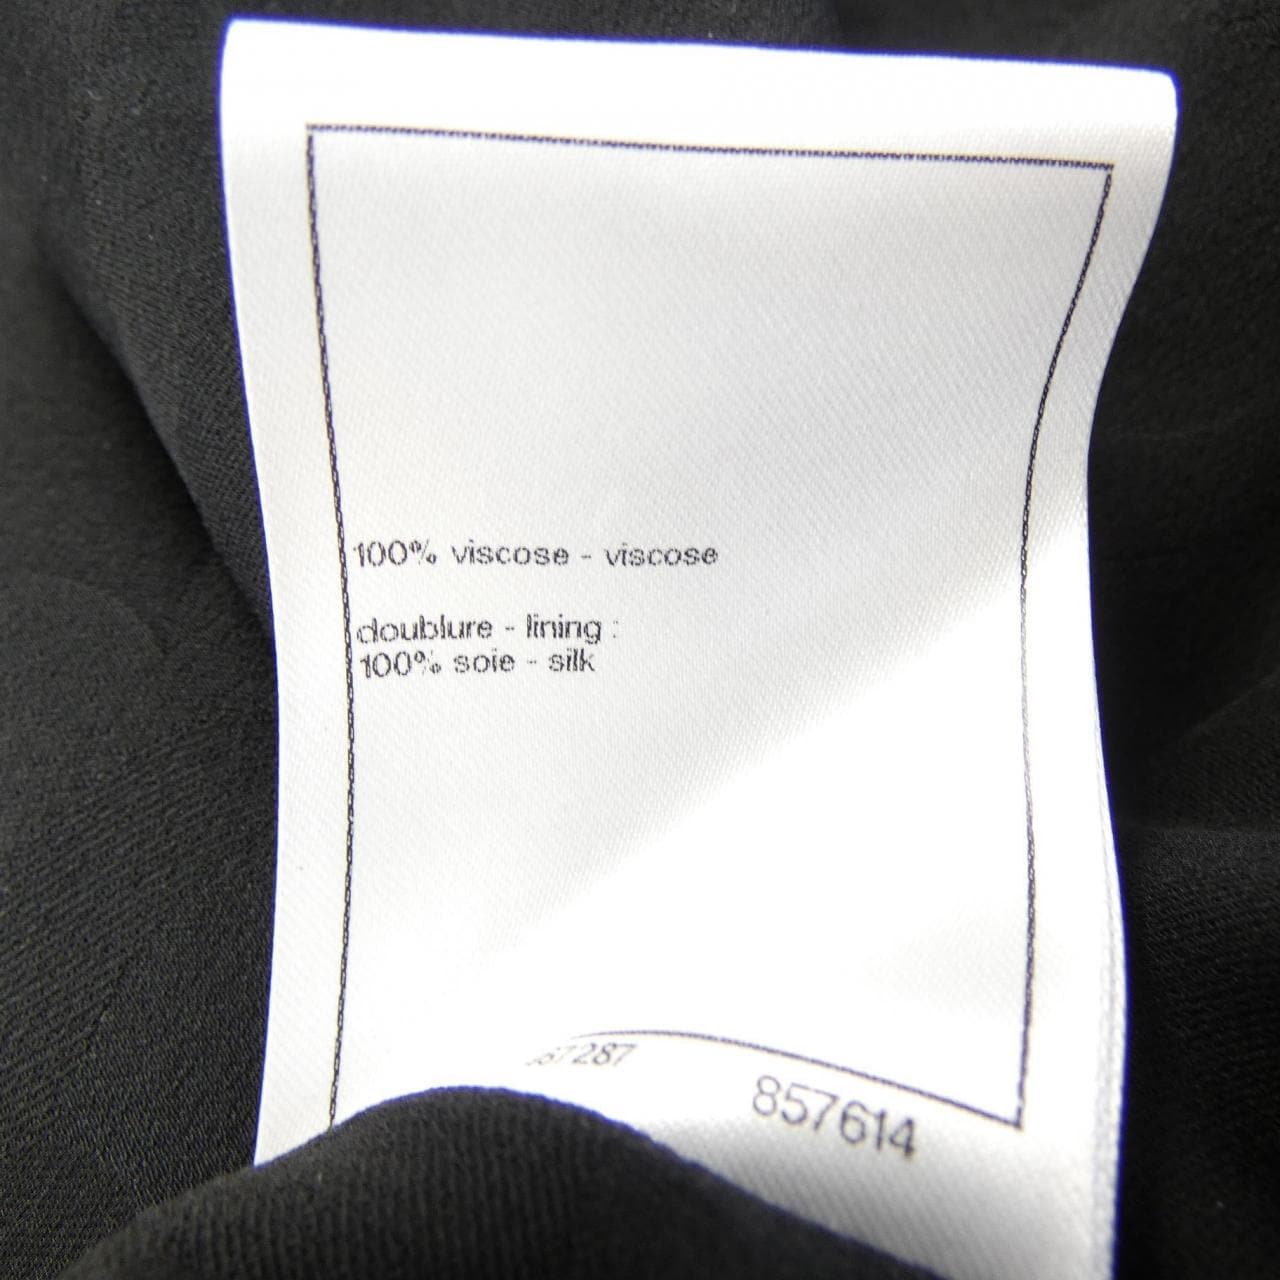 100% viscose - viscose
doublure - lining :
100% soie - silk
857614